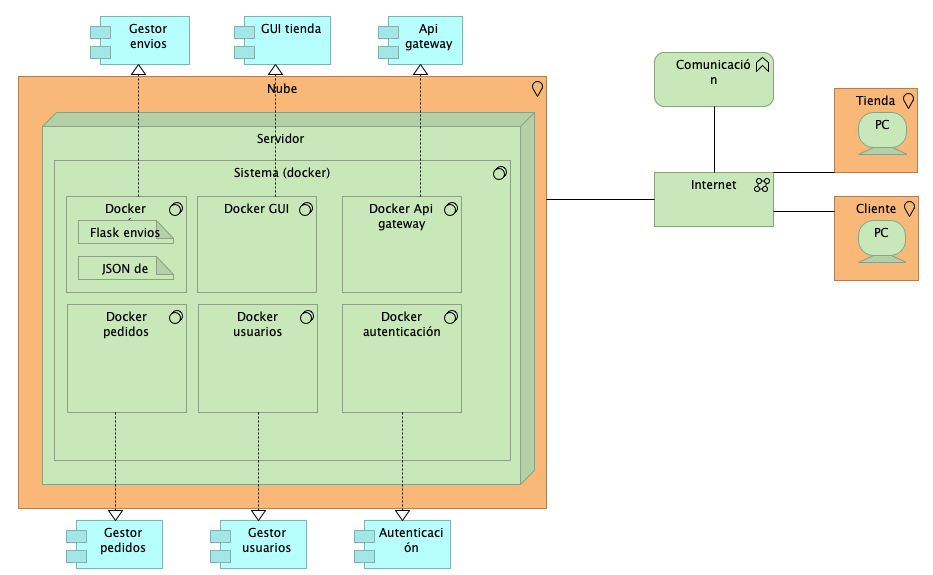 Gestor
envios
GUI tienda
Api
gateway
Nube
Servidor
Sistema (docker)
Docker
Flask envios
JSON de
Docker GUI
Docker Api
gateway
Docker
pedidos
Docker
usuarios
Docker
autenticación
Gestor
pedidos
Gestor
usuarios
Autenticaci
ón
Comunicació
n
Internet
Tienda
PC
Cliente
PC